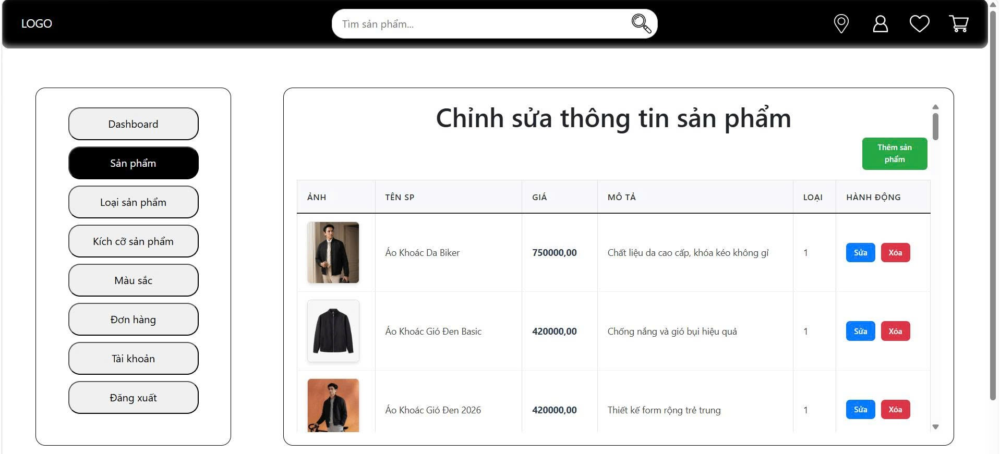 LOGO
Tìm sản phẩm...
Dashboard
Sản phẩm
Loại sản phẩm
Kích cỡ sản phẩm
Màu sắc
Đơn hàng
Tài khoản
Đăng xuất
Chỉnh sửa thông tin sản phẩm
Thêm sản
phẩm
ẢNH TÊN SP GIÁ MÔ TẢ LOẠI HÀNH ĐỘNG
Áo Khoác Da Biker 750000,00 Chất liệu da cao cấp, khóa kéo không gỉ 1 Sửa Xóa
Áo Khoác Gió Đen Basic 420000,00 Chống nắng và gió bụi hiệu quả 1 Sửa Xóa
Áo Khoác Gió Đen 2026 420000,00 Thiết kế form rộng trẻ trung 1 Sửa Xóa